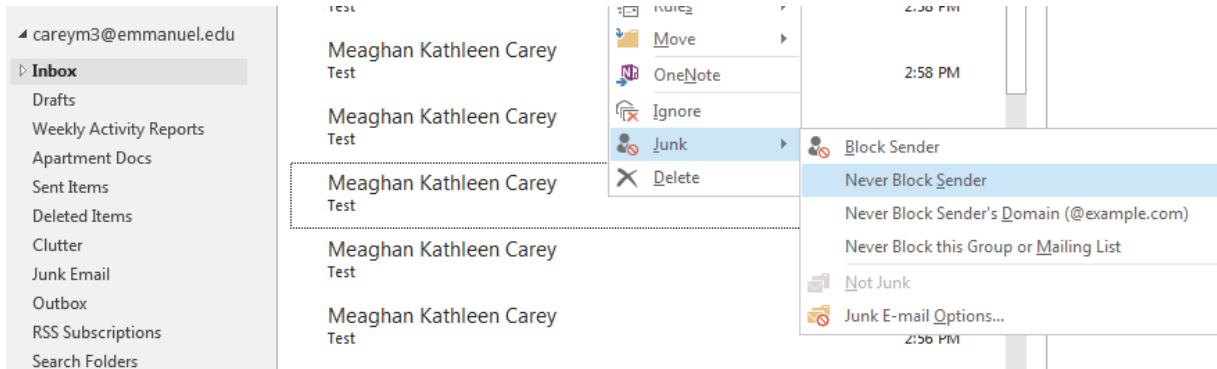 Test
Rules
2:58 PM
careym3@emmanuel.edu
Meaghan Kathleen Carey
Test
Move
Inbox
OneNote
2:58 PM
Drafts
Weekly Activity Reports
Meaghan Kathleen Carey
Test
Ignore
Apartment Docs
Junk
Block Sender
Sent Items
Meaghan Kathleen Carey
Test
Delete
Never Block Sender
Deleted Items
Never Block Sender's Domain (@example.com)
Clutter
Meaghan Kathleen Carey
Test
Never Block this Group or Mailing List
Junk Email
Not Junk
Outbox
Meaghan Kathleen Carey
Test
Junk E-mail Options...
2:56 PM
RSS Subscriptions
Search Folders